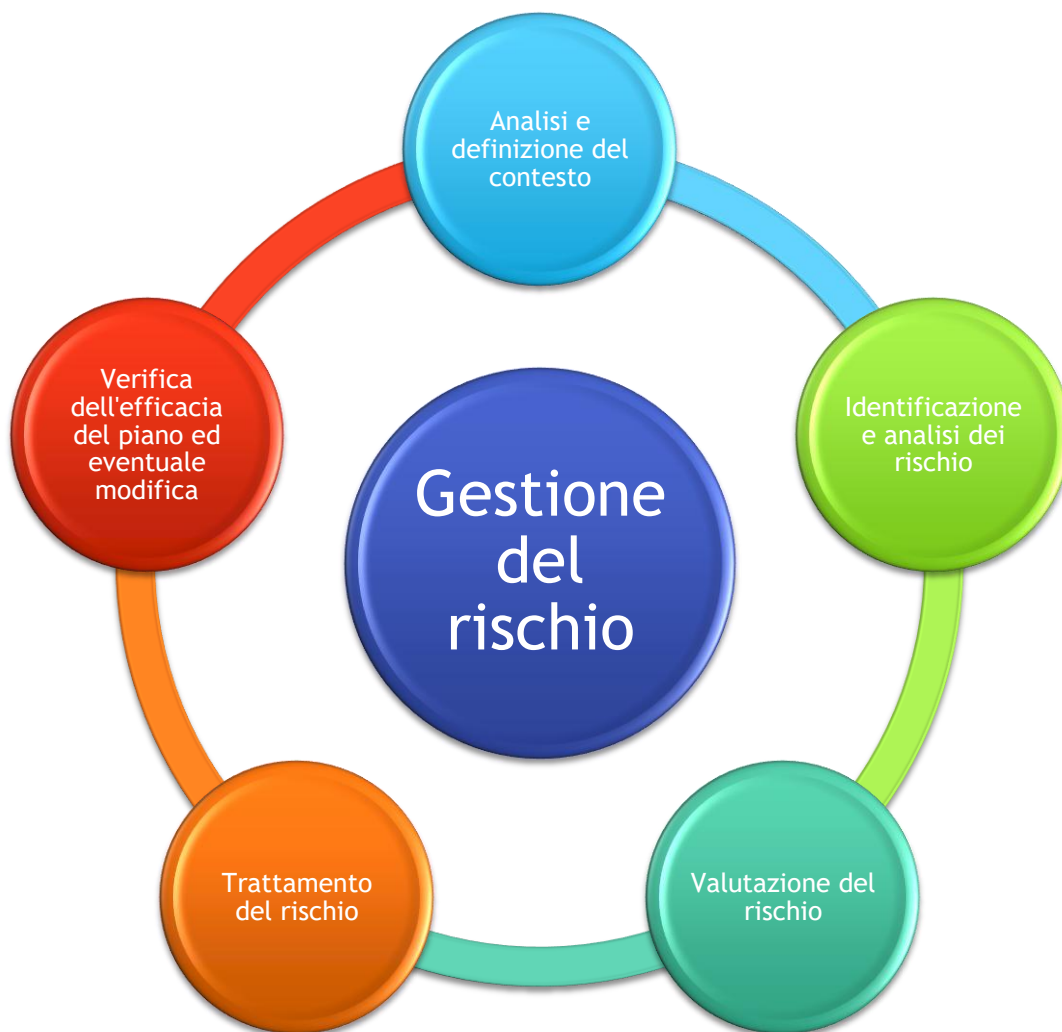 Analisi e
definizione del
contesto
Identificazione
e analisi dei
rischio
Valutazione del
rischio
Trattamento
del rischio
Verifica
dell'efficacia
del piano ed
eventuale
modifica
Gestione
del
rischio